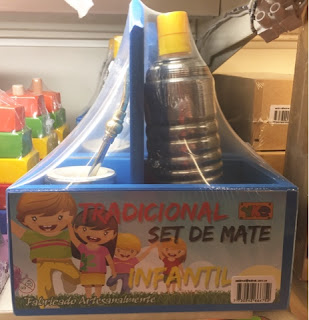 TRADICIONAL
SET DE MATE
INFANTIL
Fabricado Artesanalmente